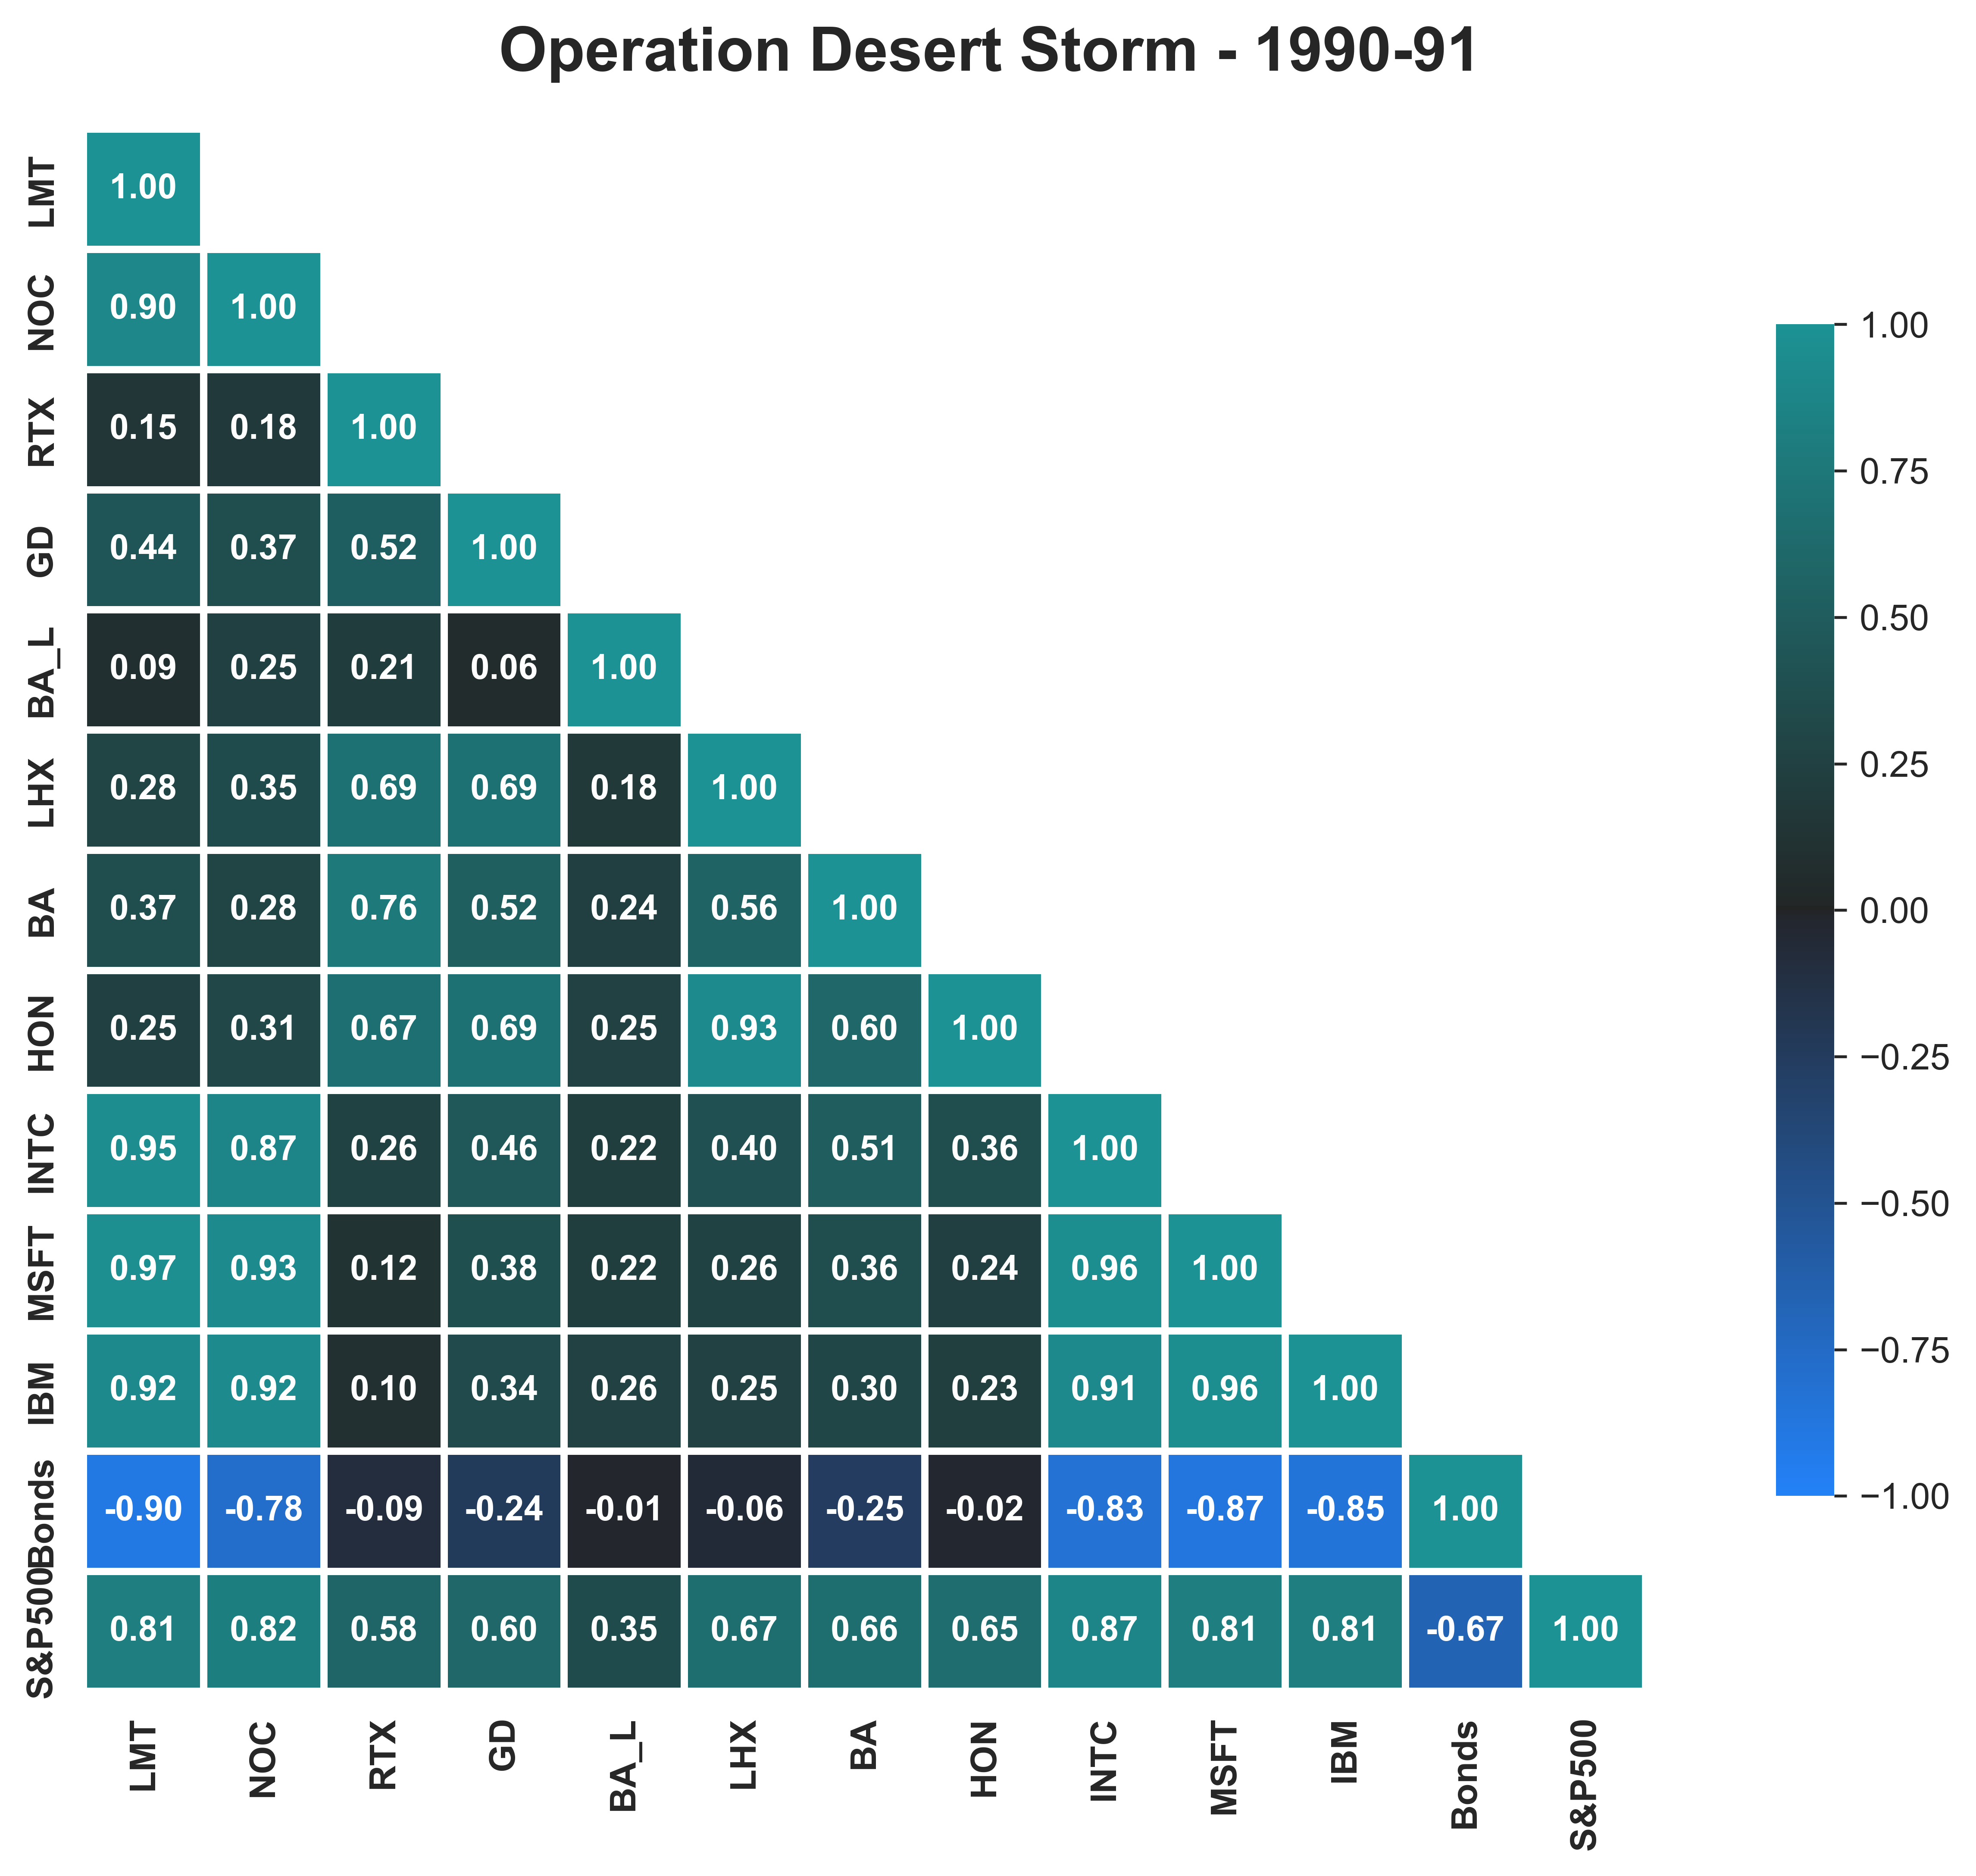 Operation Desert Storm - 1990-91
LMT 1.00
NOC 0.90 1.00
RTX 0.15 0.18 1.00
GD 0.44 0.37 0.52 1.00
BA_L 0.09 0.25 0.21 0.06 1.00
LHX 0.28 0.35 0.69 0.69 0.18 1.00
BA 0.37 0.28 0.76 0.52 0.24 0.56 1.00
HON 0.25 0.31 0.67 0.69 0.25 0.93 0.60 1.00
INTC 0.95 0.87 0.26 0.46 0.22 0.40 0.51 0.36 1.00
MSFT 0.97 0.93 0.12 0.38 0.22 0.26 0.36 0.24 0.96 1.00
IBM 0.92 0.92 0.10 0.34 0.26 0.25 0.30 0.23 0.91 0.96 1.00
Bonds -0.90 -0.78 -0.09 -0.24 -0.01 -0.06 -0.25 -0.02 -0.83 -0.87 -0.85 1.00
S&P500 0.81 0.82 0.58 0.60 0.35 0.67 0.66 0.65 0.87 0.81 0.81 -0.67 1.00
LMT NOC RTX GD BA_L LHX BA HON INTC MSFT IBM Bonds S&P500
1.00
0.75
0.50
0.25
0.00
−0.25
−0.50
−0.75
−1.00